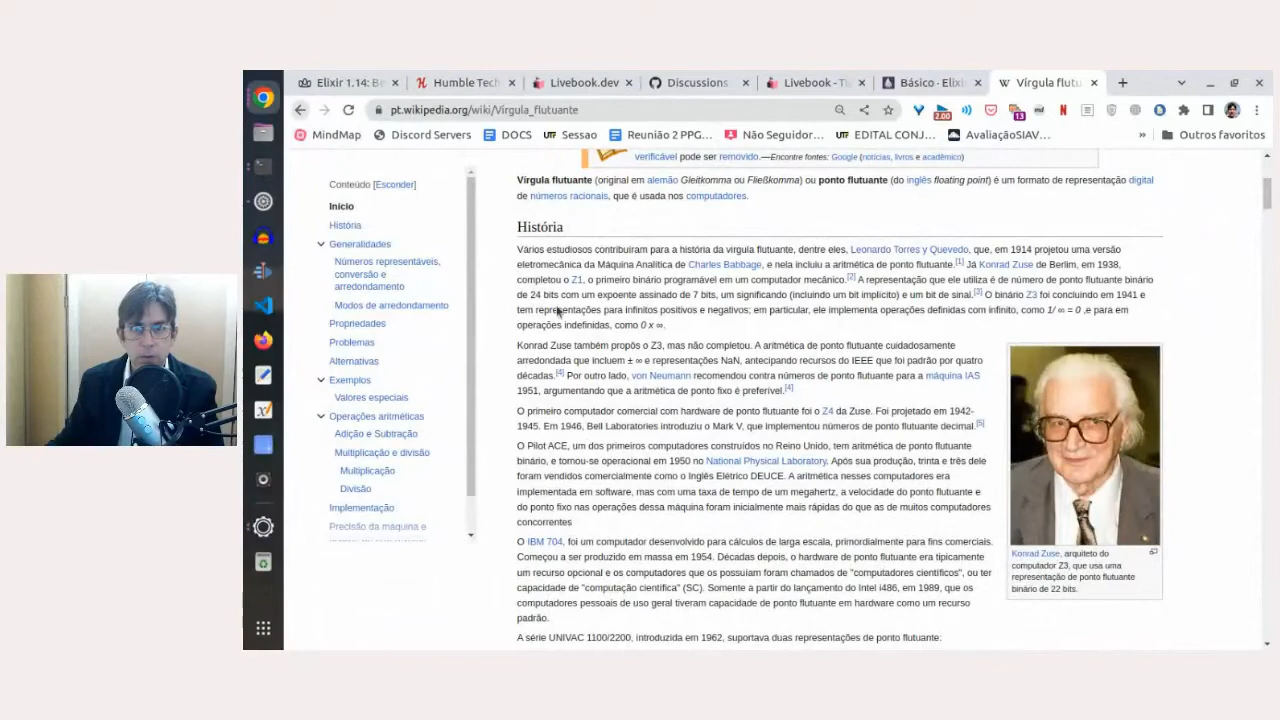 Elixir 1.14: Be
Humble Tech
Livebook.dev
Discussions
Livebook - T
Básico · Elixi
Vírgula flutu
pt.wikipedia.org/wiki/Vírgula_flutuante
2.00
13
MindMap
Discord Servers
DOCS
Sessao
Reunião 2 PPG...
Não Seguidor...
EDITAL CONJ...
AvaliaçãoSIAV...
»
Outros favoritos
verificável pode ser removido.—Encontre fontes: Google (notícias, livros e acadêmico)
Conteúdo [Esconder]
Início
História
Generalidades
Números representáveis,
conversão e
arredondamento
Modos de arredondamento
Propriedades
Problemas
Alternativas
Exemplos
Valores especiais
Operações aritméticas
Adição e Subtração
Multiplicação e divisão
Multiplicação
Divisão
Implementação
Precisão da máquina e
Vírgula flutuante (original em alemão Gleitkomma ou Fließkomma) ou ponto flutuante (do inglês floating point) é um formato de representação digital
de números racionais, que é usada nos computadores.
História
Vários estudiosos contribuiram para a história da virgula flutuante, dentre eles, Leonardo Torres y Quevedo, que, em 1914 projetou uma versão
eletromecânica da Máquina Analítica de Charles Babbage, e nela incluiu a aritmética de ponto flutuante.[1] Já Konrad Zuse de Berlim, em 1938,
completou o Z1, o primeiro binário programável em um computador mecânico.[2] A representação que ele utiliza é de número de ponto flutuante binário
de 24 bits com um expoente assinado de 7 bits, um significando (incluindo um bit implícito) e um bit de sinal.[3] O binário Z3 foi concluindo em 1941 e
tem representações para infinitos positivos e negativos; em particular, ele implementa operações definidas com infinito, como 1/ ∞ = 0 ,e para em
operações indefinidas, como 0 x ∞.
Konrad Zuse também propôs o Z3, mas não completou. A aritmética de ponto flutuante cuidadosamente
arredondada que incluem ± ∞ e representações NaN, antecipando recursos do IEEE que foi padrão por quatro
décadas.[4] Por outro lado, von Neumann recomendou contra números de ponto flutuante para a máquina IAS
1951, argumentando que a aritmética de ponto fixo é preferível.[4]
O primeiro computador comercial com hardware de ponto flutuante foi o Z4 da Zuse. Foi projetado em 1942-
1945. Em 1946, Bell Laboratories introduziu o Mark V, que implementou números de ponto flutuante decimal.[5]
O Pilot ACE, um dos primeiros computadores construídos no Reino Unido, tem aritmética de ponto flutuante
binário, e tornou-se operacional em 1950 no National Physical Laboratory. Após sua produção, trinta e três dele
foram vendidos comercialmente como o Inglês Elétrico DEUCE. A aritmética nesses computadores era
implementada em software, mas com uma taxa de tempo de um megahertz, a velocidade do ponto flutuante e
do ponto fixo nas operações dessa máquina foram inicialmente mais rápidas do que as de muitos computadores
concorrentes
O IBM 704, foi um computador desenvolvido para cálculos de larga escala, primordialmente para fins comerciais.
Começou a ser produzido em massa em 1954. Décadas depois, o hardware de ponto flutuante era tipicamente
um recurso opcional e os computadores que os possuíam foram chamados de "computadores científicos", ou ter
capacidade de "computação científica" (SC). Somente a partir do lançamento do Intel i486, em 1989, que os
computadores pessoais de uso geral tiveram capacidade de ponto flutuante em hardware como um recurso
padrão.
A série UNIVAC 1100/2200, introduzida em 1962, suportava duas representações de ponto flutuante:
Konrad Zuse, arquiteto do
computador Z3, que usa uma
representação de ponto flutuante
binário de 22 bits.